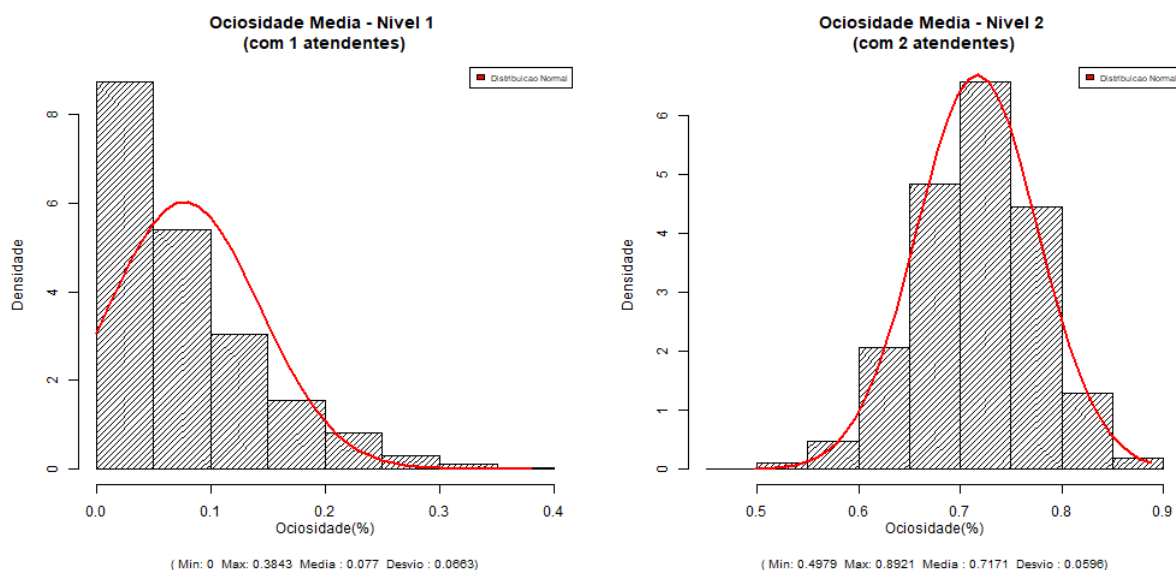 Ociosidade Media - Nivel 1
(com 1 atendentes)
Distribuicao Normal
Densidade
8
6
4
2
0
0.0 0.1 0.2 0.3 0.4
Ociosidade(%)
( Min: 0 Max: 0.3843 Media : 0.077 Desvio : 0.0663)
Ociosidade Media - Nivel 2
(com 2 atendentes)
Distribuicao Normal
Densidade
6
5
4
3
2
1
0
0.5 0.6 0.7 0.8 0.9
Ociosidade(%)
( Min: 0.4979 Max: 0.8921 Media : 0.7171 Desvio : 0.0596)